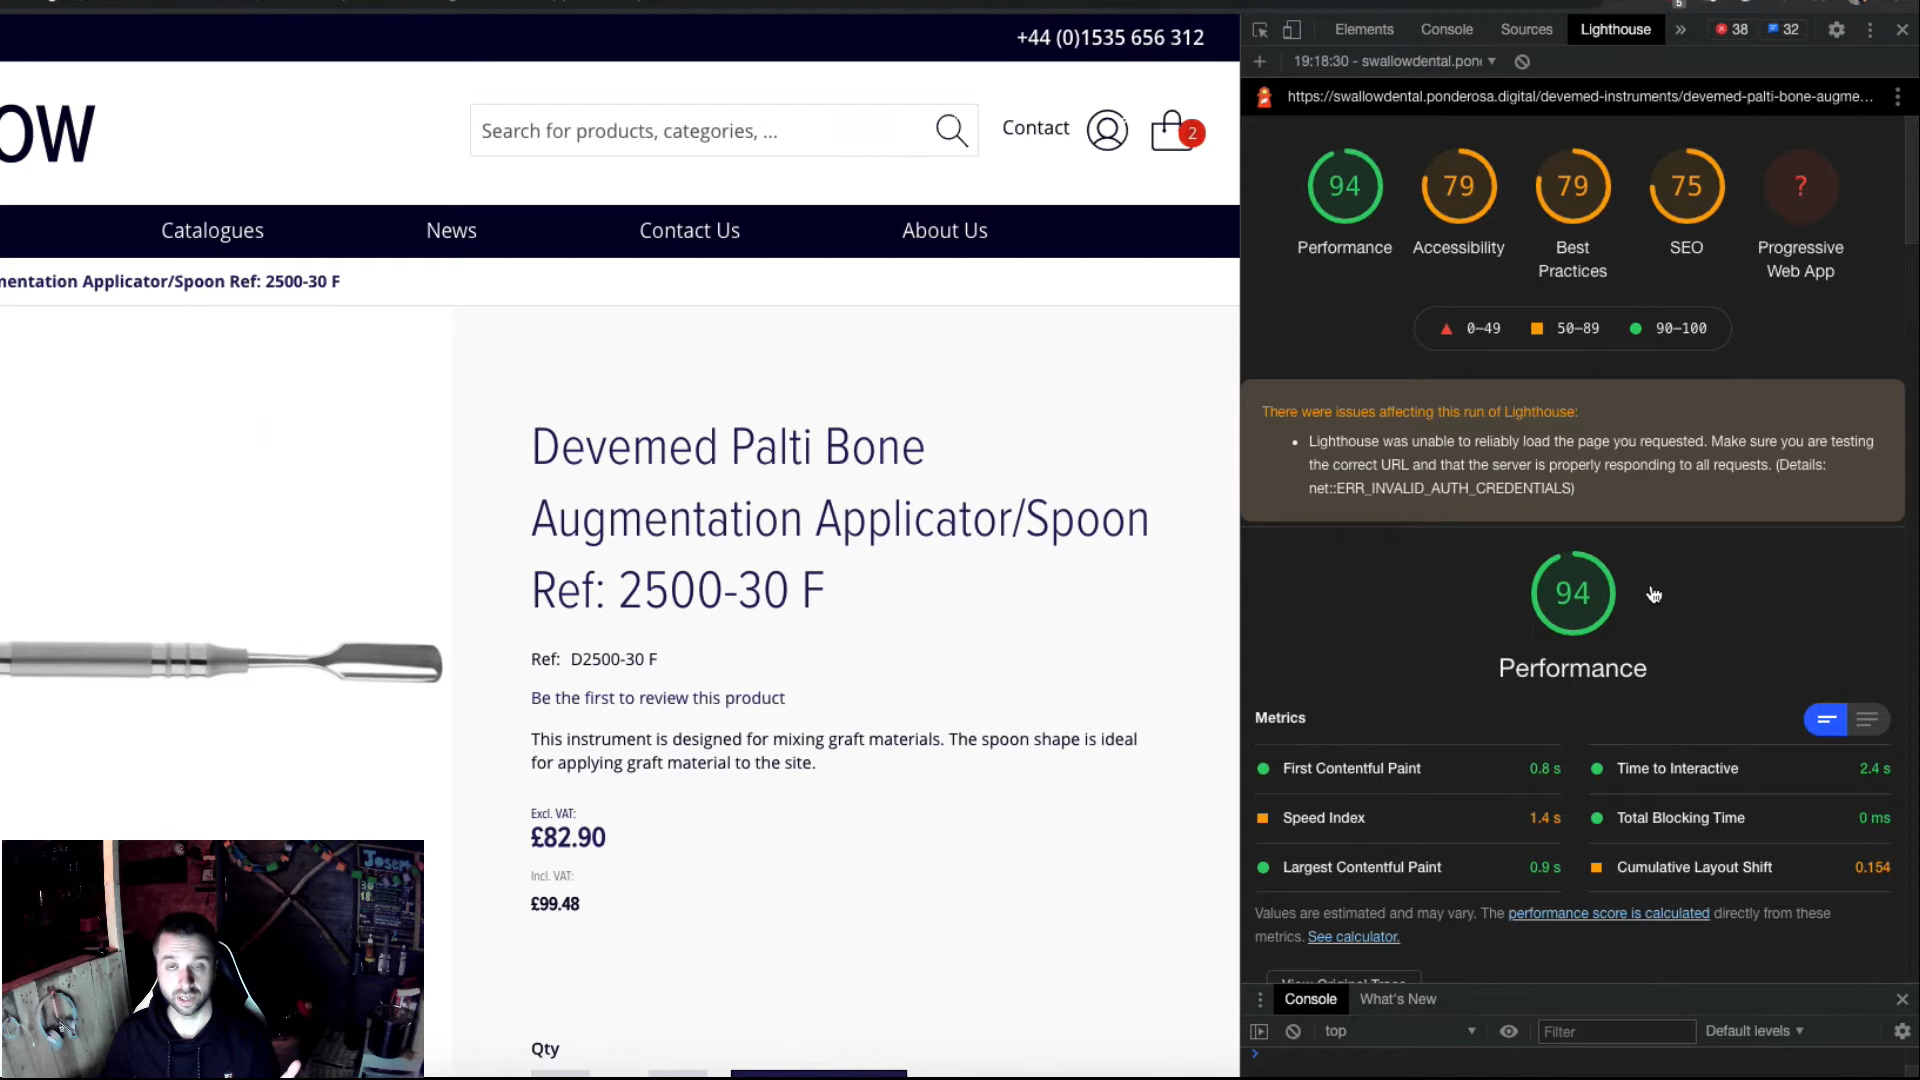 +44 (0)1535 656 312
OW
Search for products, categories, ...
Contact
2
Catalogues
News
Contact Us
About Us
mentation Applicator/Spoon Ref: 2500-30 F
Devemed Palti Bone
Augmentation Applicator/Spoon
Ref: 2500-30 F
Ref: D2500-30 F
Be the first to review this product
This instrument is designed for mixing graft materials. The spoon shape is ideal
for applying graft material to the site.
Excl. VAT:
£82.90
Incl. VAT:
£99.48
Qty
Joseph
5
Elements
Console
Sources
Lighthouse
38
32
19:18:30 - swallowdental.pon
https://swallowdental.ponderosa.digital/devemed-instruments/devemed-palti-bone-augme...
94
79
79
75
?
Performance
Accessibility
Best
Practices
SEO
Progressive
Web App
0–49
50–89
90–100
There were issues affecting this run of Lighthouse:
• Lighthouse was unable to reliably load the page you requested. Make sure you are testing
the correct URL and that the server is properly responding to all requests. (Details:
net::ERR_INVALID_AUTH_CREDENTIALS)
94
Performance
Metrics
First Contentful Paint 0.8 s
Time to Interactive 2.4 s
Speed Index 1.4 s
Total Blocking Time 0 ms
Largest Contentful Paint 0.9 s
Cumulative Layout Shift 0.154
Values are estimated and may vary. The performance score is calculated directly from these
metrics. See calculator.
View Original Trace
Console
What's New
top
Filter
Default levels